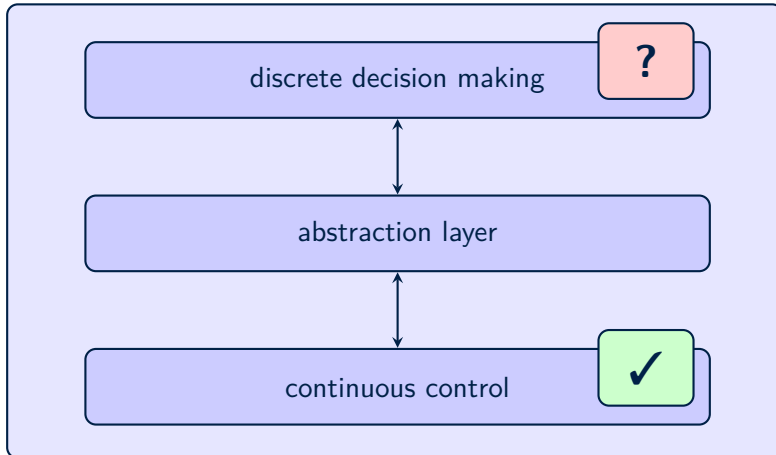 discrete decision making
?
abstraction layer
continuous control
✓